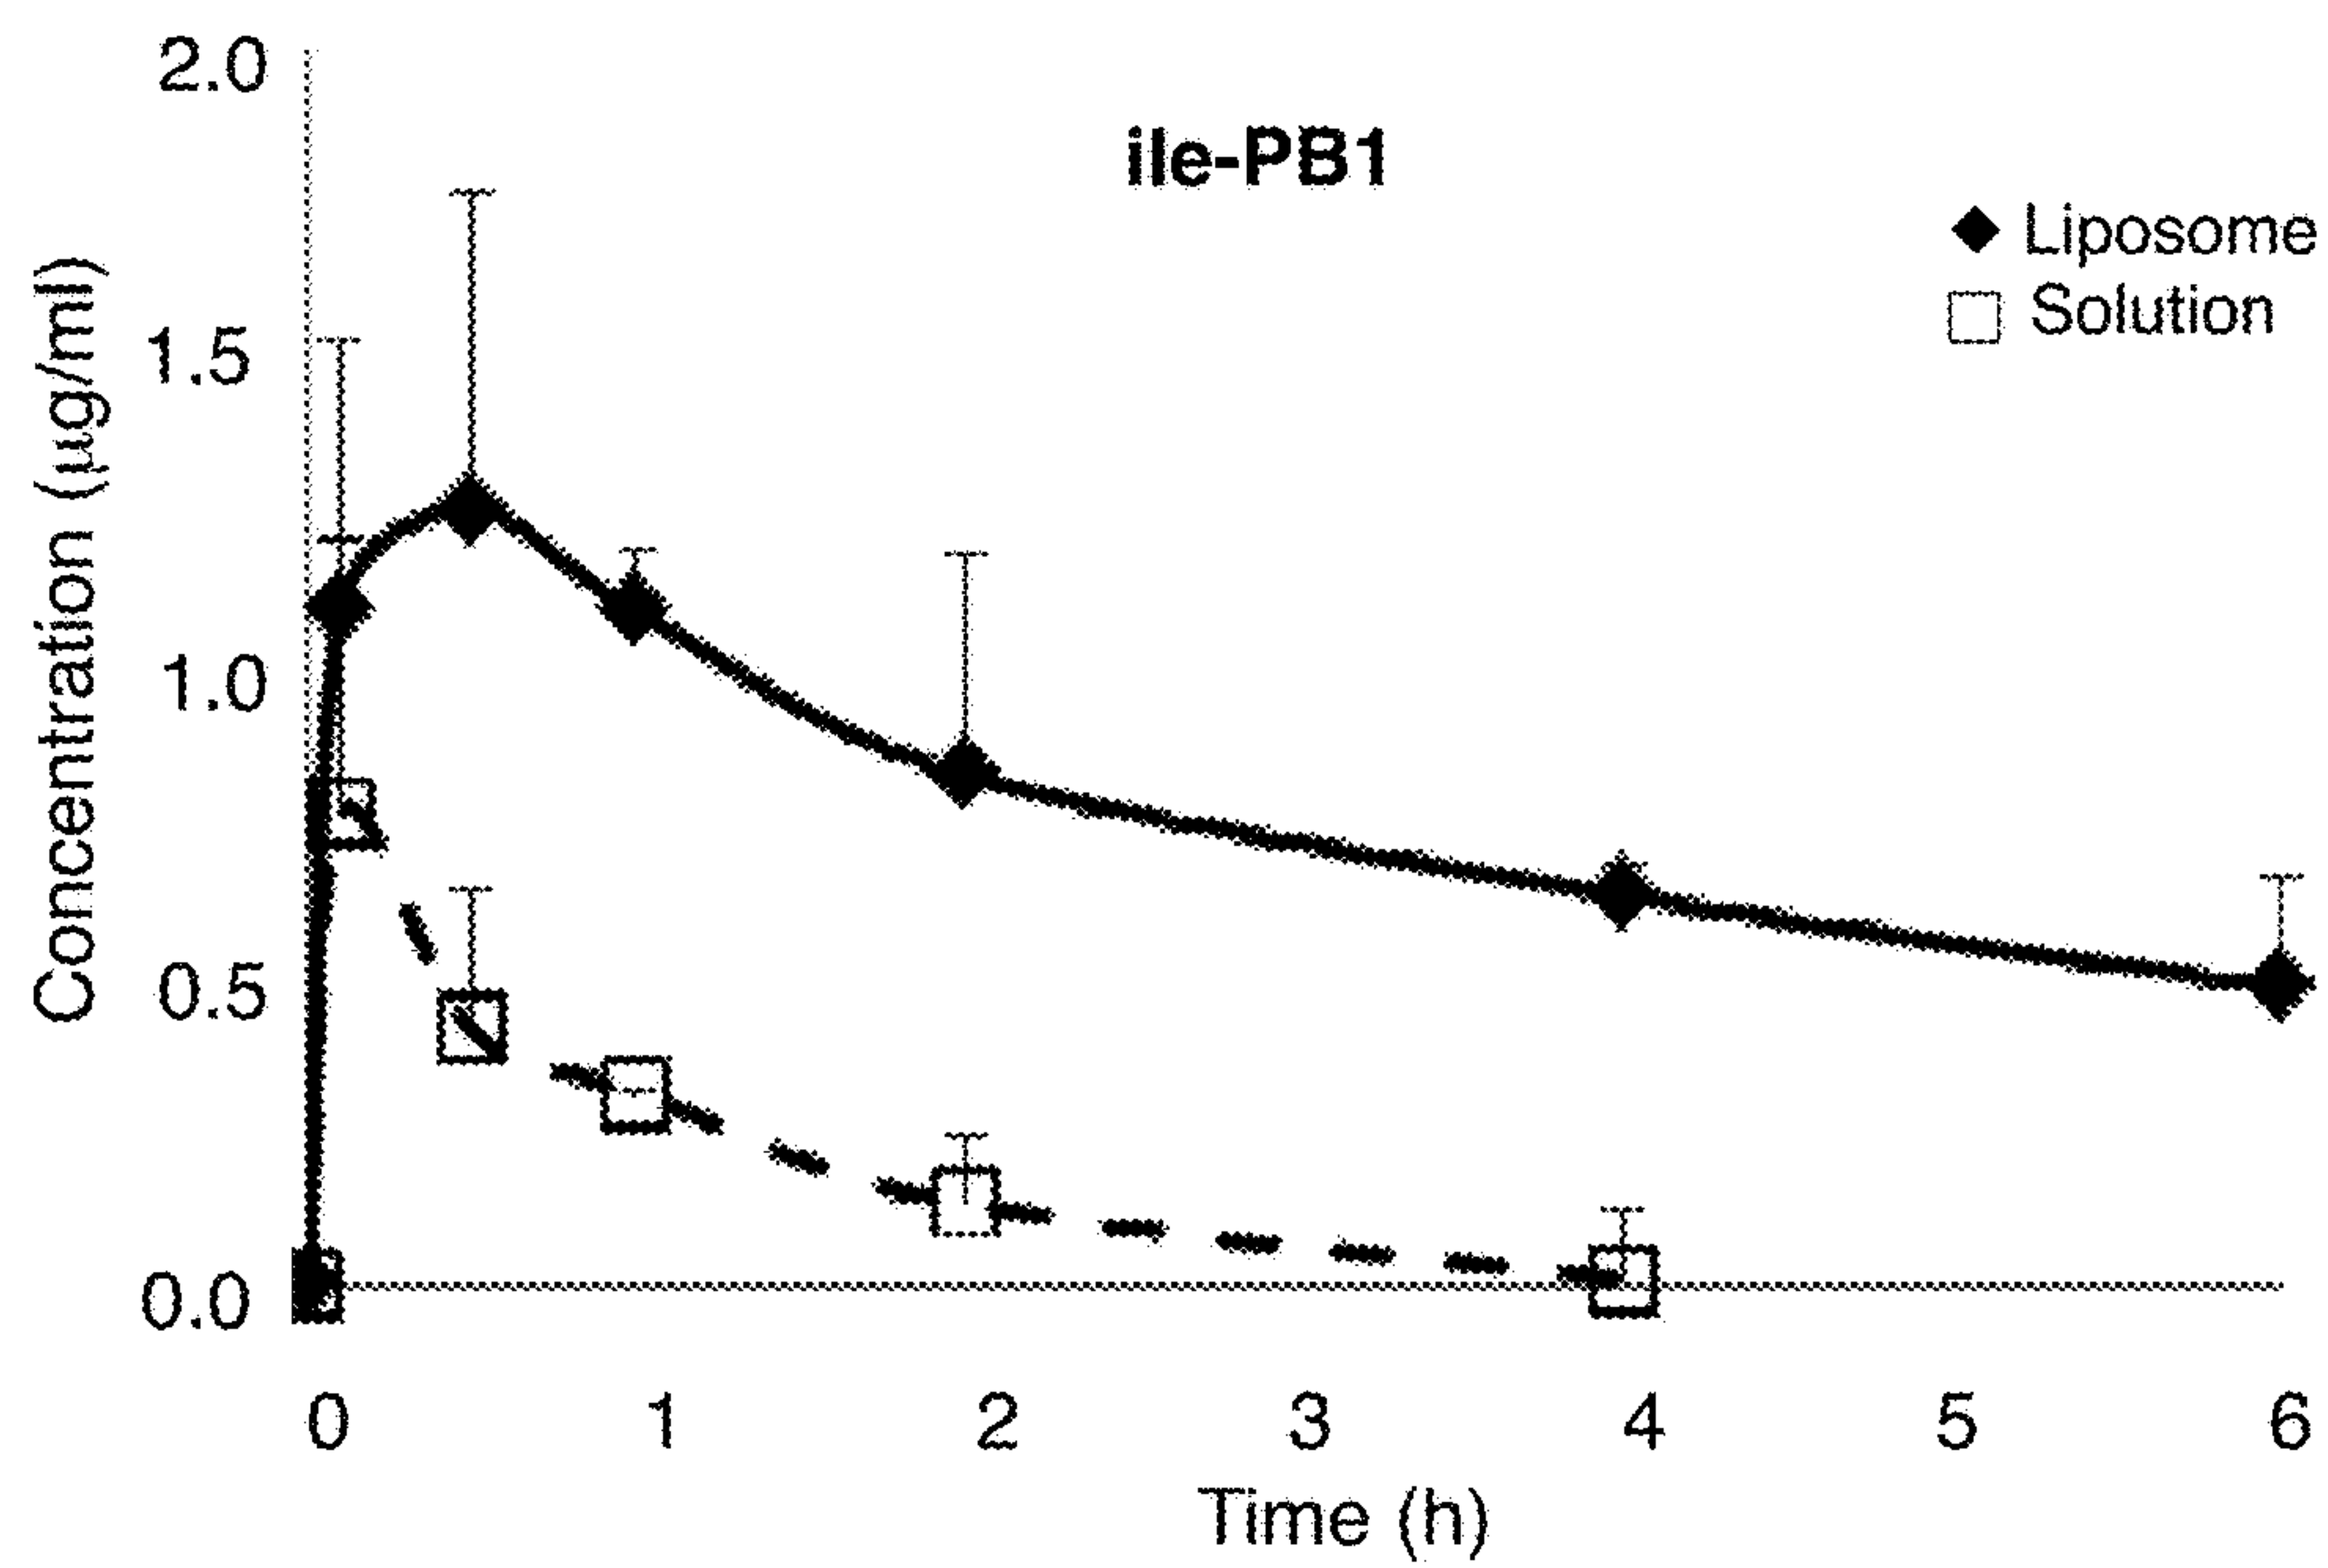 2.0
ile-PB1
Liposome
Solution
1.5
Concentration (µg/ml)
1.0
0.5
0.0
0 1 2 3 4 5 6
Time (h)